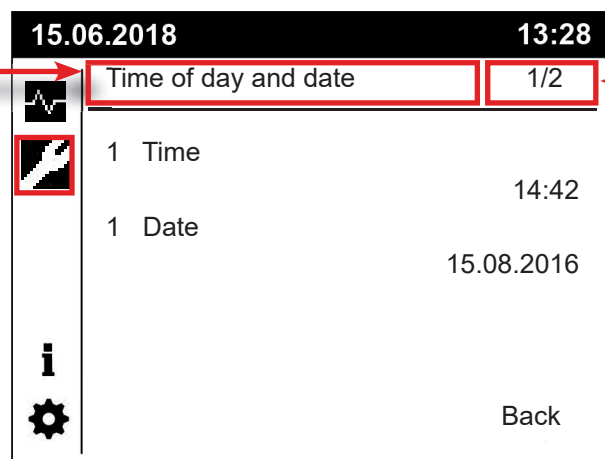 15.06.2018 13:28
Time of day and date 1/2
1 Time
14:42
1 Date
15.08.2016
i
Back